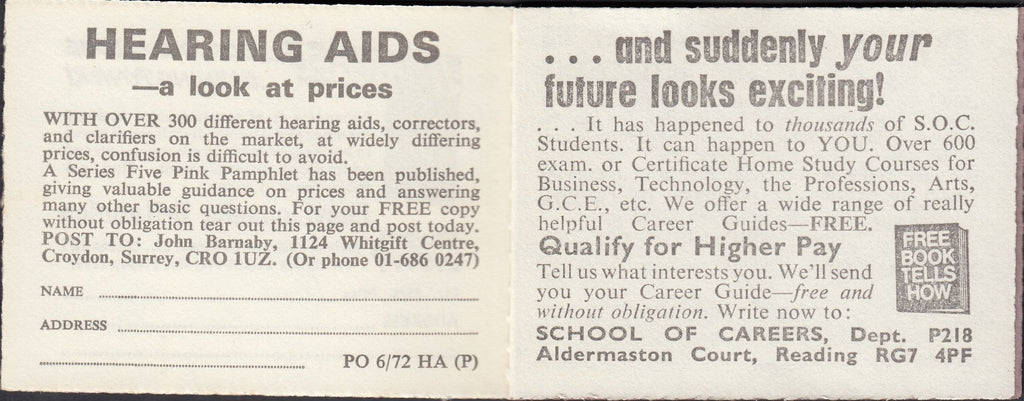 HEARING AIDS
—a look at prices
WITH OVER 300 different hearing aids, correctors,
and clarifiers on the market, at widely differing
prices, confusion is difficult to avoid.
A Series Five Pink Pamphlet has been published,
giving valuable guidance on prices and answering
many other basic questions. For your FREE copy
without obligation tear out this page and post today.
POST TO: John Barnaby, 1124 Whitgift Centre,
Croydon, Surrey, CRO 1UZ. (Or phone 01-686 0247)
NAME
ADDRESS
PO 6/72 HA (P)
. . . and suddenly your
future looks exciting!
. . . It has happened to thousands of S.O.C.
Students. It can happen to YOU. Over 600
exam. or Certificate Home Study Courses for
Business, Technology, the Professions, Arts,
G.C.E., etc. We offer a wide range of really
helpful Career Guides—FREE.
Qualify for Higher Pay
Tell us what interests you. We'll send
you your Career Guide—free and
without obligation. Write now to:
SCHOOL OF CAREERS, Dept. P218
Aldermaston Court, Reading RG7 4PF
FREE
BOOK
TELLS
HOW